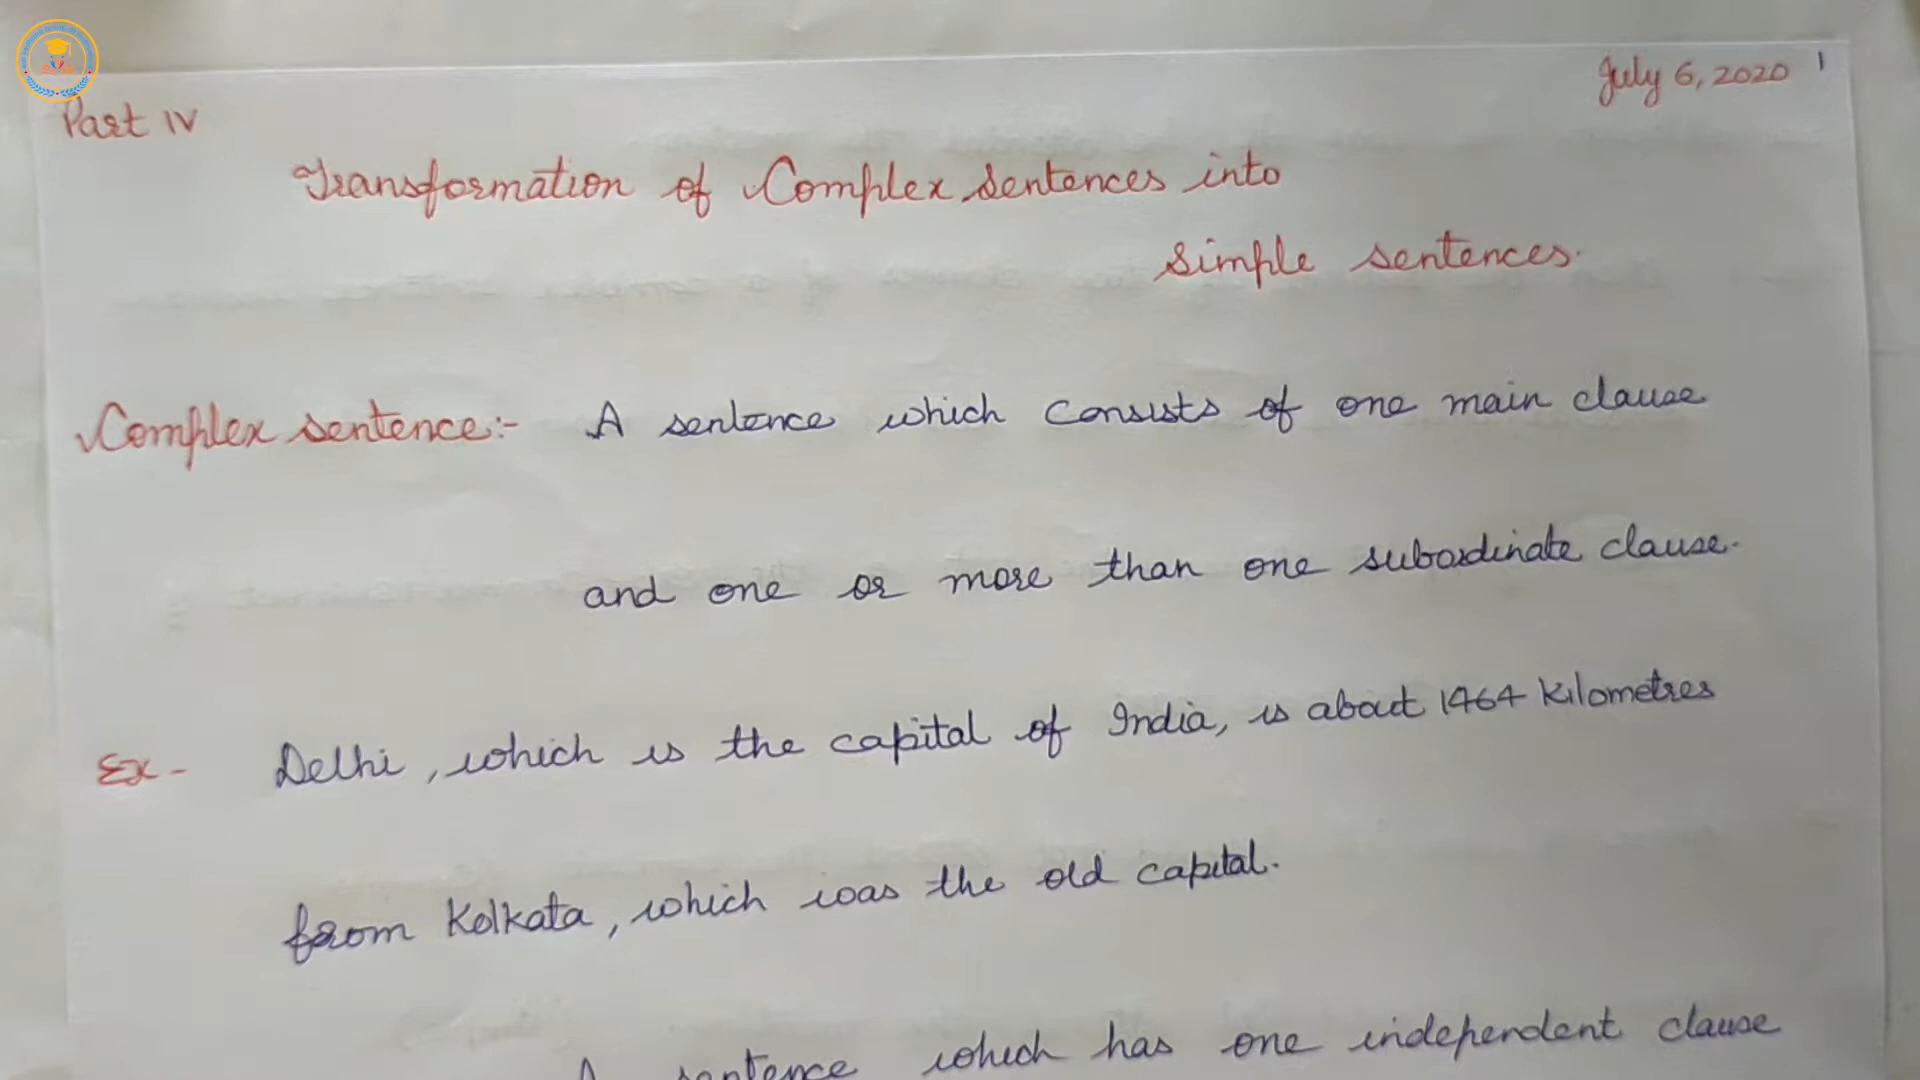 July 6, 2020 1
Part IV
Transformation of Complex sentences into
simple sentences.
Complex sentence:- A sentence which consists of one main clause
and one or more than one subordinate clause.
Ex- Delhi, which is the capital of India, is about 1464 kilometres
from Kolkata, which was the old capital.
A sentence which has one independent clause